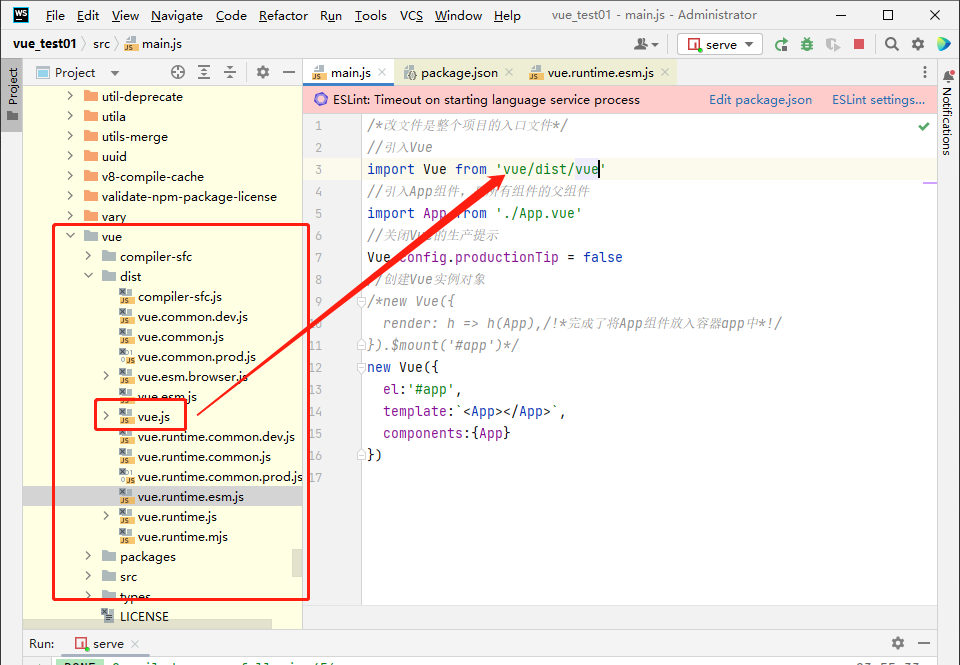 WS File Edit View Navigate Code Refactor Run Tools VCS Window Help vue_test01 - main.js - Administrator
vue_test01 src main.js serve
Project
Project
main.js package.json vue.runtime.esm.js
ESLint: Timeout on starting language service process Edit package.json ESLint settings...
Notifications
util-deprecate
utila
utils-merge
uuid
v8-compile-cache
validate-npm-package-license
vary
vue
compiler-sfc
dist
compiler-sfc.js
vue.common.dev.js
vue.common.js
vue.common.prod.js
vue.esm.browser.js
vue.esm.js
vue.js
vue.runtime.common.dev.js
vue.runtime.common.js
vue.runtime.common.prod.js
vue.runtime.esm.js
vue.runtime.js
vue.runtime.mjs
packages
src
types
LICENSE
1 /*改文件是整个项目的入口文件*/
2 //引入Vue
3 import Vue from 'vue/dist/vue'
4 //引入App组件，所有组件的父组件
5 import App from './App.vue'
6 //关闭Vue的生产提示
7 Vue.config.productionTip = false
8 //创建Vue实例对象
9 /*new Vue({
10 render: h => h(App),/!*完成了将App组件放入容器app中*!/
11 }).$mount('#app')*/
12 new Vue({
13 el:'#app',
14 template:`<App></App>`,
15 components:{App}
16 })
17
Run: serve